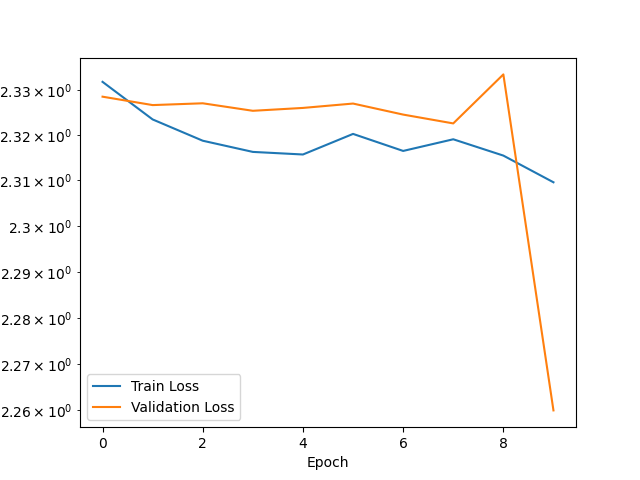 2.33 × 10⁰
2.32 × 10⁰
2.31 × 10⁰
2.3 × 10⁰
2.29 × 10⁰
2.28 × 10⁰
2.27 × 10⁰
2.26 × 10⁰
Train Loss
Validation Loss
0 2 4 6 8
Epoch